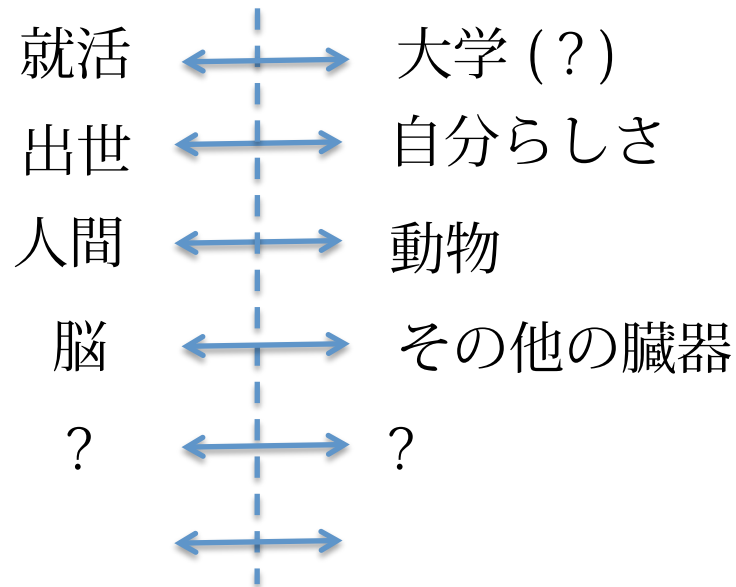 就活 大学(?)
出世 自分らしさ
人間 動物
脳 その他の臓器
? ?